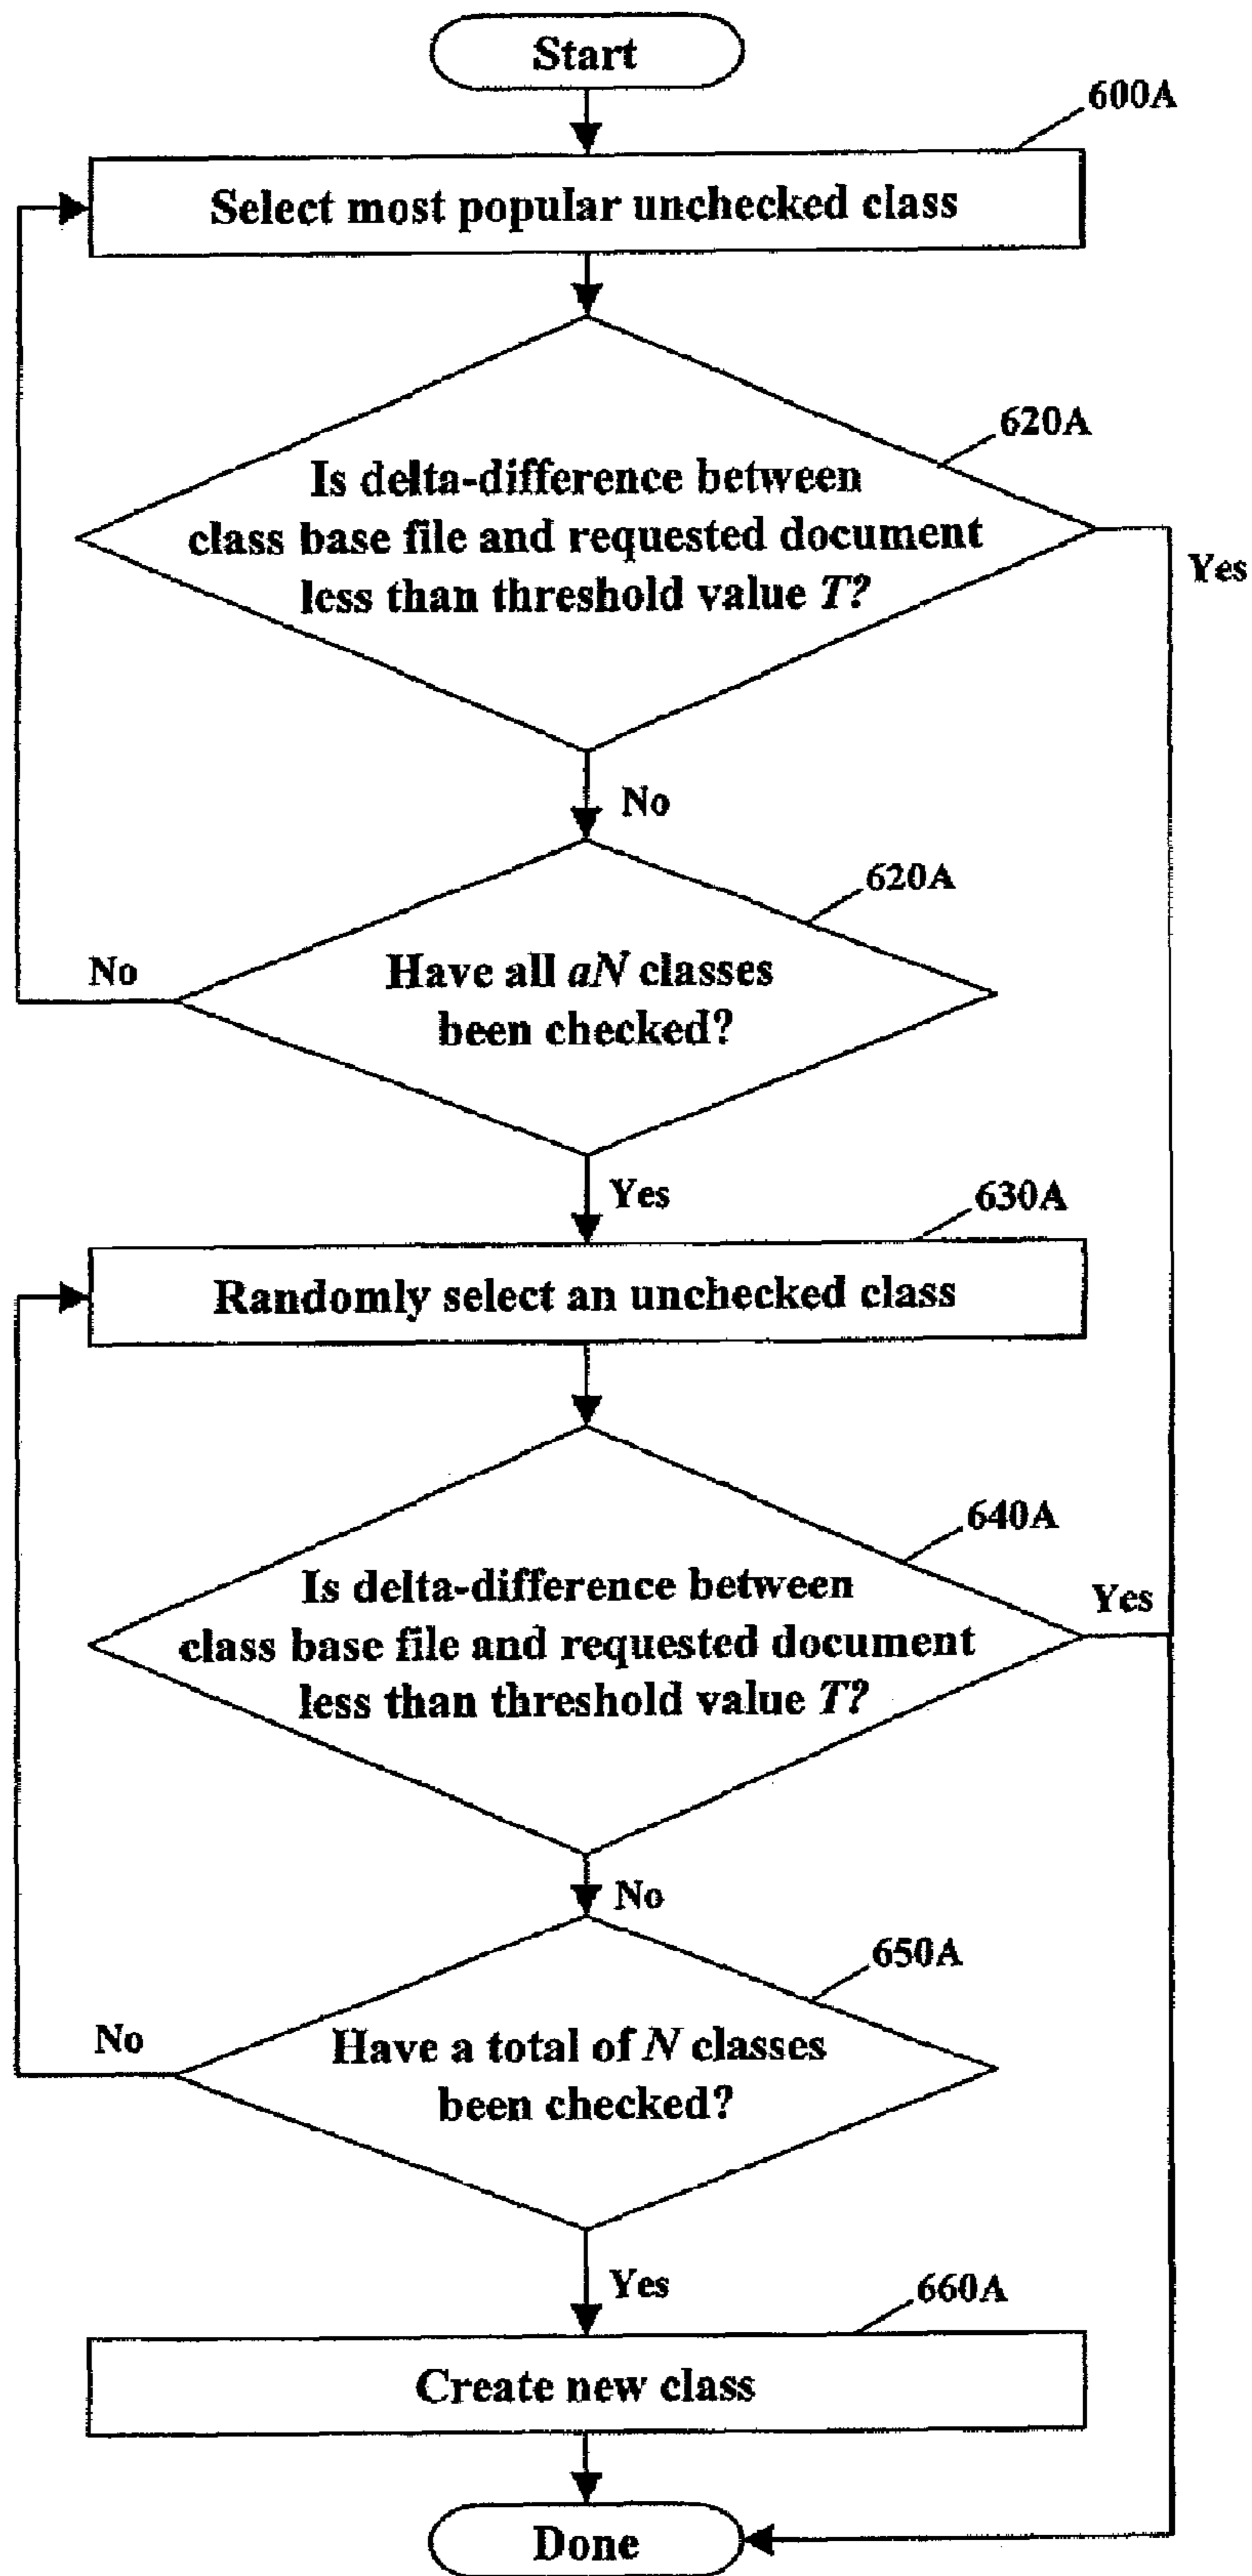 Start
600A
Select most popular unchecked class
620A
Is delta-difference between
class base file and requested document
less than threshold value T?
Yes
No
620A
Have all aN classes
been checked?
No
Yes
630A
Randomly select an unchecked class
640A
Is delta-difference between
class base file and requested document
less than threshold value T?
Yes
No
650A
Have a total of N classes
been checked?
No
Yes
660A
Create new class
Done